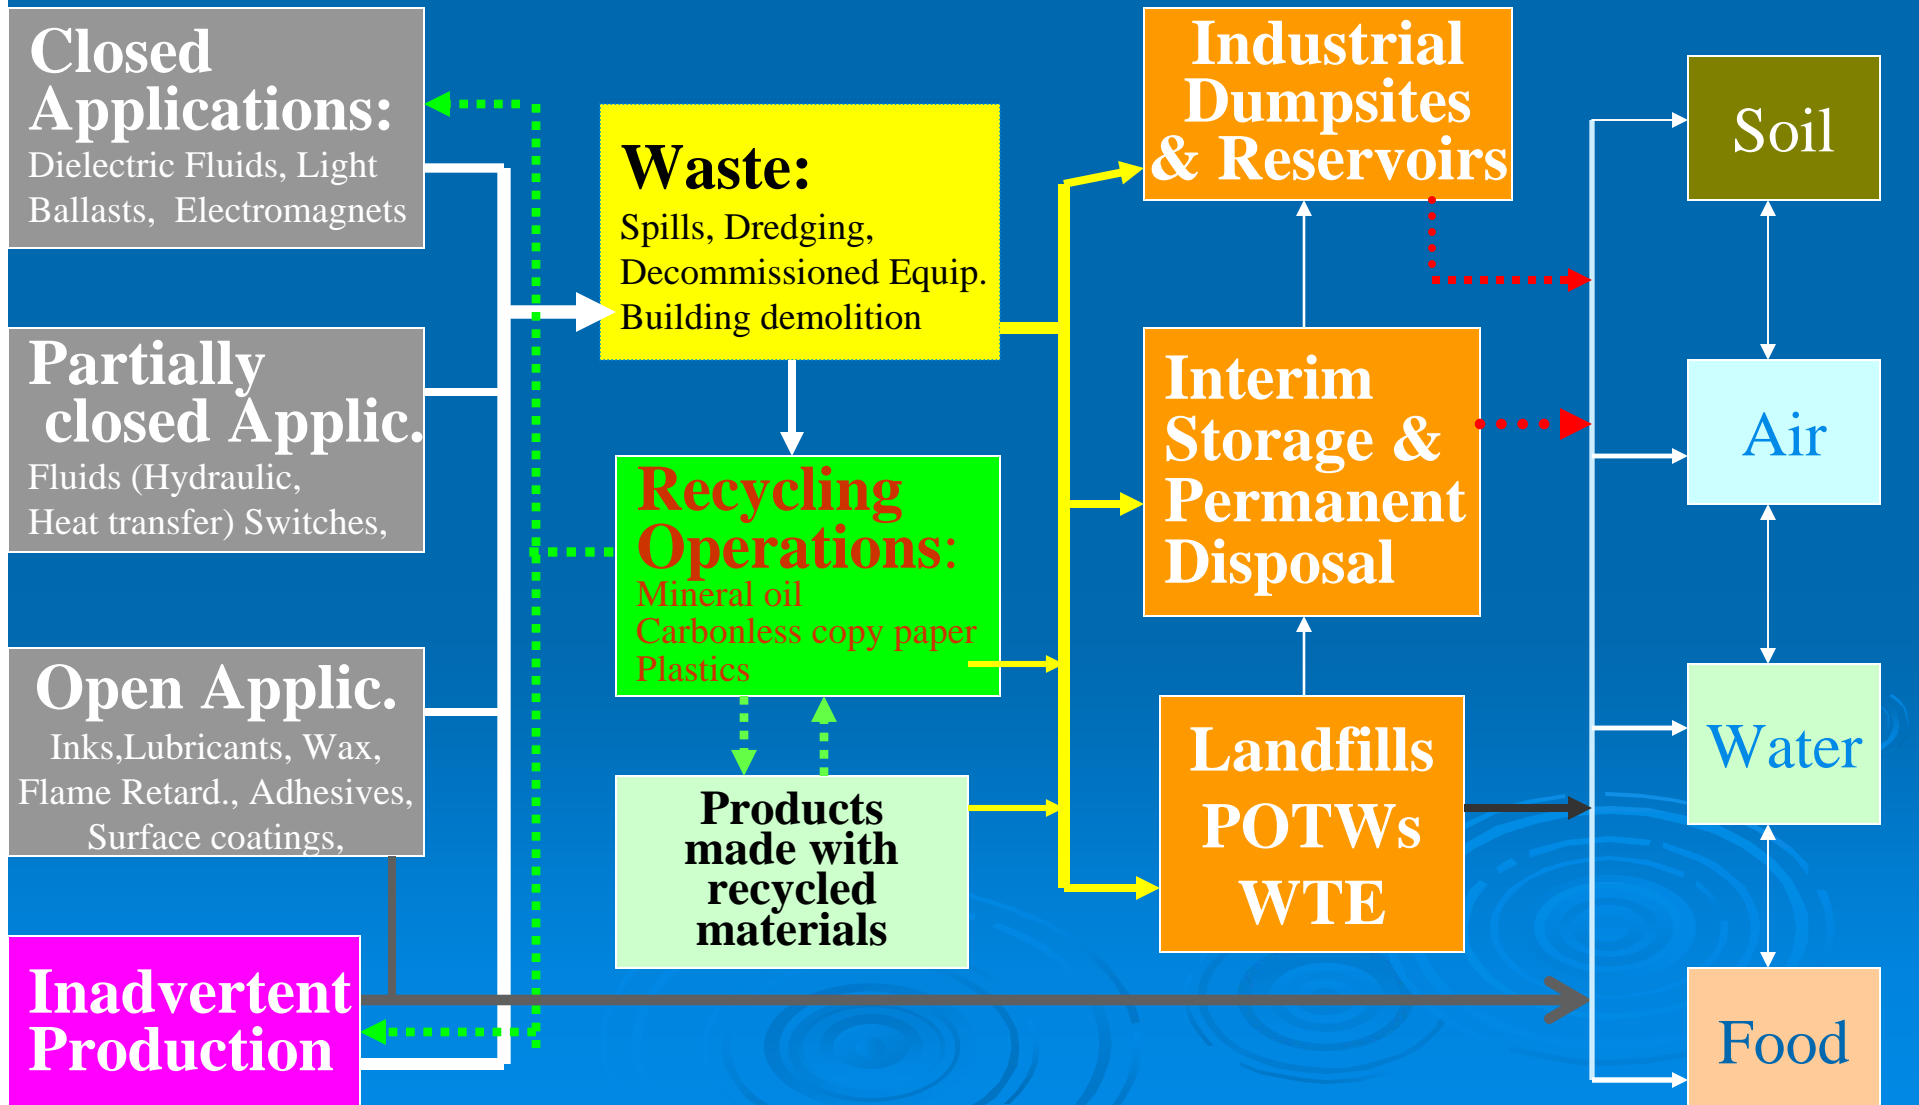 Closed
Applications:
Dielectric Fluids, Light
Ballasts, Electromagnets
Partially
closed Applic.
Fluids (Hydraulic,
Heat transfer) Switches,
Open Applic.
Inks,Lubricants, Wax,
Flame Retard., Adhesives,
Surface coatings,
Inadvertent
Production
Waste:
Spills, Dredging,
Decommissioned Equip.
Building demolition
Recycling
Operations:
Mineral oil
Carbonless copy paper
Plastics
Products
made with
recycled
materials
Industrial
Dumpsites
& Reservoirs
Interim
Storage &
Permanent
Disposal
Landfills
POTWs
WTE
Soil
Air
Water
Food